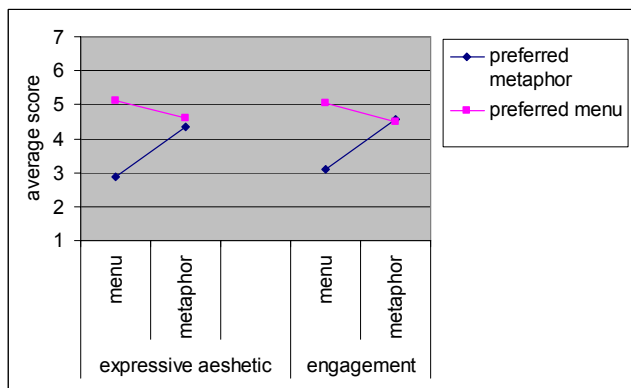 7
6
5
4
3
2
1
average score
menu
metaphor
menu
metaphor
expressive aeshetic
engagement
preferred
metaphor
preferred menu